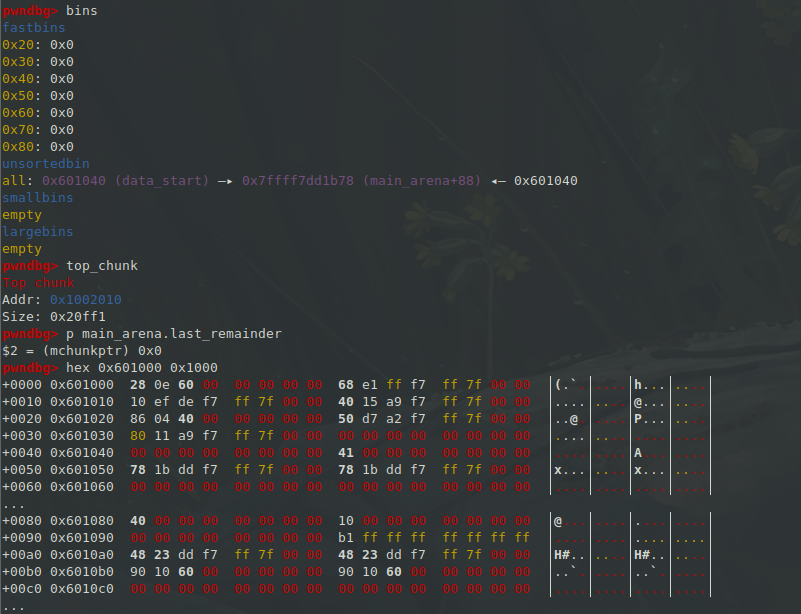 pwndbg> bins
fastbins
0x20: 0x0
0x30: 0x0
0x40: 0x0
0x50: 0x0
0x60: 0x0
0x70: 0x0
0x80: 0x0
unsortedbin
all: 0x601040 (data_start) —▸ 0x7ffff7dd1b78 (main_arena+88) ◂— 0x601040
smallbins
empty
largebins
empty
pwndbg> top_chunk
Top chunk
Addr: 0x1002010
Size: 0x20ff1
pwndbg> p main_arena.last_remainder
$2 = (mchunkptr) 0x0
pwndbg> hex 0x601000 0x1000
+0000 0x601000  28 0e 60 00  00 00 00 00  68 e1 ff f7  ff 7f 00 00  │(.`.│....│h...│....│
+0010 0x601010  10 ef de f7  ff 7f 00 00  40 15 a9 f7  ff 7f 00 00  │....│....│@...│....│
+0020 0x601020  86 04 40 00  00 00 00 00  50 d7 a2 f7  ff 7f 00 00  │..@.│....│P...│....│
+0030 0x601030  80 11 a9 f7  ff 7f 00 00  00 00 00 00  00 00 00 00  │....│....│....│....│
+0040 0x601040  00 00 00 00  00 00 00 00  41 00 00 00  00 00 00 00  │....│....│A...│....│
+0050 0x601050  78 1b dd f7  ff 7f 00 00  78 1b dd f7  ff 7f 00 00  │x...│....│x...│....│
+0060 0x601060  00 00 00 00  00 00 00 00  00 00 00 00  00 00 00 00  │....│....│....│....│
...
+0080 0x601080  40 00 00 00  00 00 00 00  10 00 00 00  00 00 00 00  │@...│....│....│....│
+0090 0x601090  00 00 00 00  00 00 00 00  b1 ff ff ff  ff ff ff ff  │....│....│....│....│
+00a0 0x6010a0  48 23 dd f7  ff 7f 00 00  48 23 dd f7  ff 7f 00 00  │H#..│....│H#..│....│
+00b0 0x6010b0  90 10 60 00  00 00 00 00  90 10 60 00  00 00 00 00  │..`.│....│..`.│....│
+00c0 0x6010c0  00 00 00 00  00 00 00 00  00 00 00 00  00 00 00 00  │....│....│....│....│
...